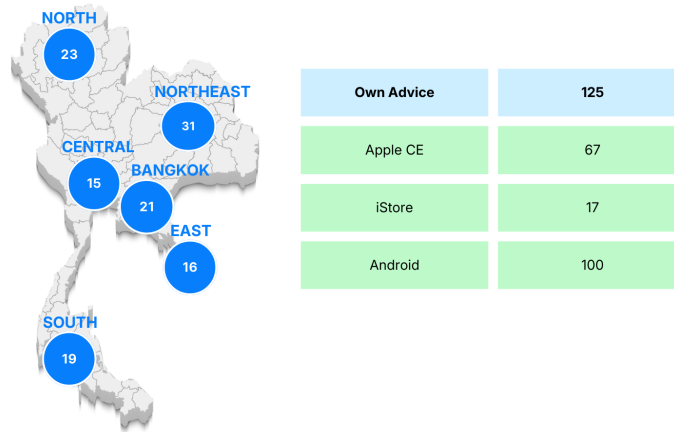 NORTH
23
NORTHEAST
31
CENTRAL
15
BANGKOK
21
EAST
16
SOUTH
19
Own Advice 125
Apple CE 67
iStore 17
Android 100